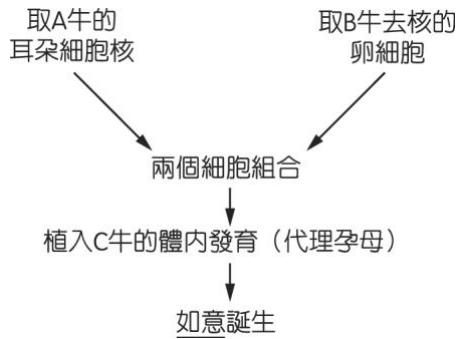 取A牛的
耳朵細胞核
取B牛去核的
卵細胞
兩個細胞組合
植入C牛的體內發育（代理孕母）
如意誕生